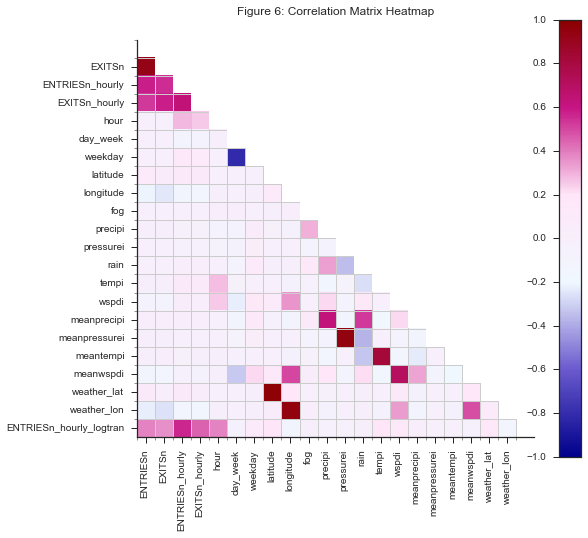 Figure 6: Correlation Matrix Heatmap
EXITSn
ENTRIESn_hourly
EXITSn_hourly
hour
day_week
weekday
latitude
longitude
fog
precipi
pressurei
rain
tempi
wspdi
meanprecipi
meanpressurei
meantempi
meanwspdi
weather_lat
weather_lon
ENTRIESn_hourly_logtran
ENTRIESn
EXITSn
ENTRIESn_hourly
EXITSn_hourly
hour
day_week
weekday
latitude
longitude
fog
precipi
pressurei
rain
tempi
wspdi
meanprecipi
meanpressurei
meantempi
meanwspdi
weather_lat
weather_lon
1.0
0.8
0.6
0.4
0.2
0.0
−0.2
−0.4
−0.6
−0.8
−1.0